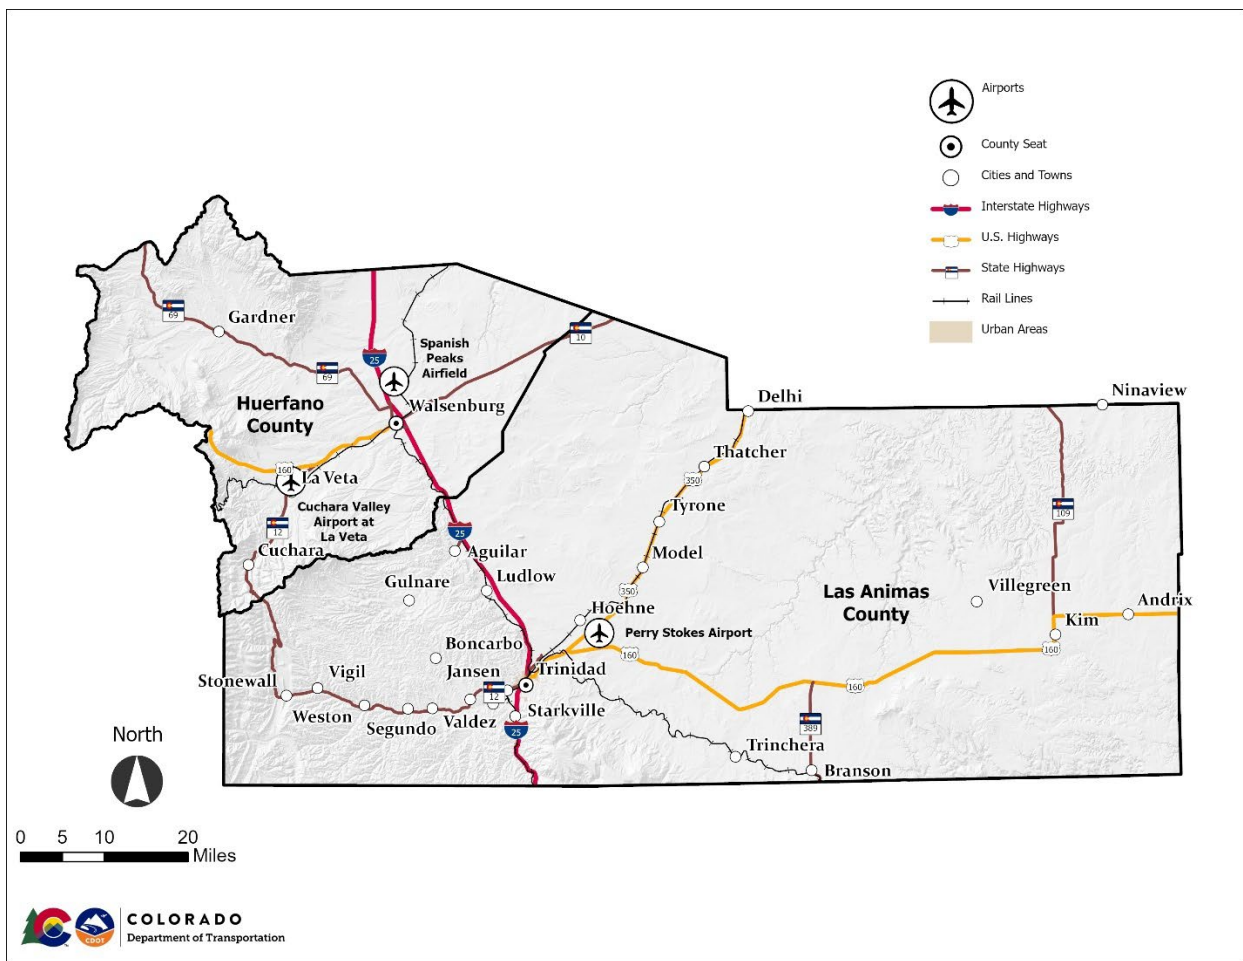 Airports
County Seat
Cities and Towns
Interstate Highways
U.S. Highways
State Highways
Rail Lines
Urban Areas
69
Gardner
25
Spanish
Peaks
Airfield
10
69
Huerfano
County
Walsenburg
Delhi
Ninaview
160
La Veta
Thatcher
350
Cuchara Valley
Airport at
La Veta
12
Tyrone
109
25
Cuchara
Aguilar
Model
Gulnare
Ludlow
350
Las Animas
County
Villegreen
Hoehne
Andrix
Perry Stokes Airport
Kim
Boncarbo
160
160
Trinidad
Jansen
Stonewall
Vigil
12
160
Weston
Segundo
Valdez
Starkville
25
389
Trinchera
Branson
North
0 5 10 20
Miles
COLORADO
Department of Transportation
CDOT